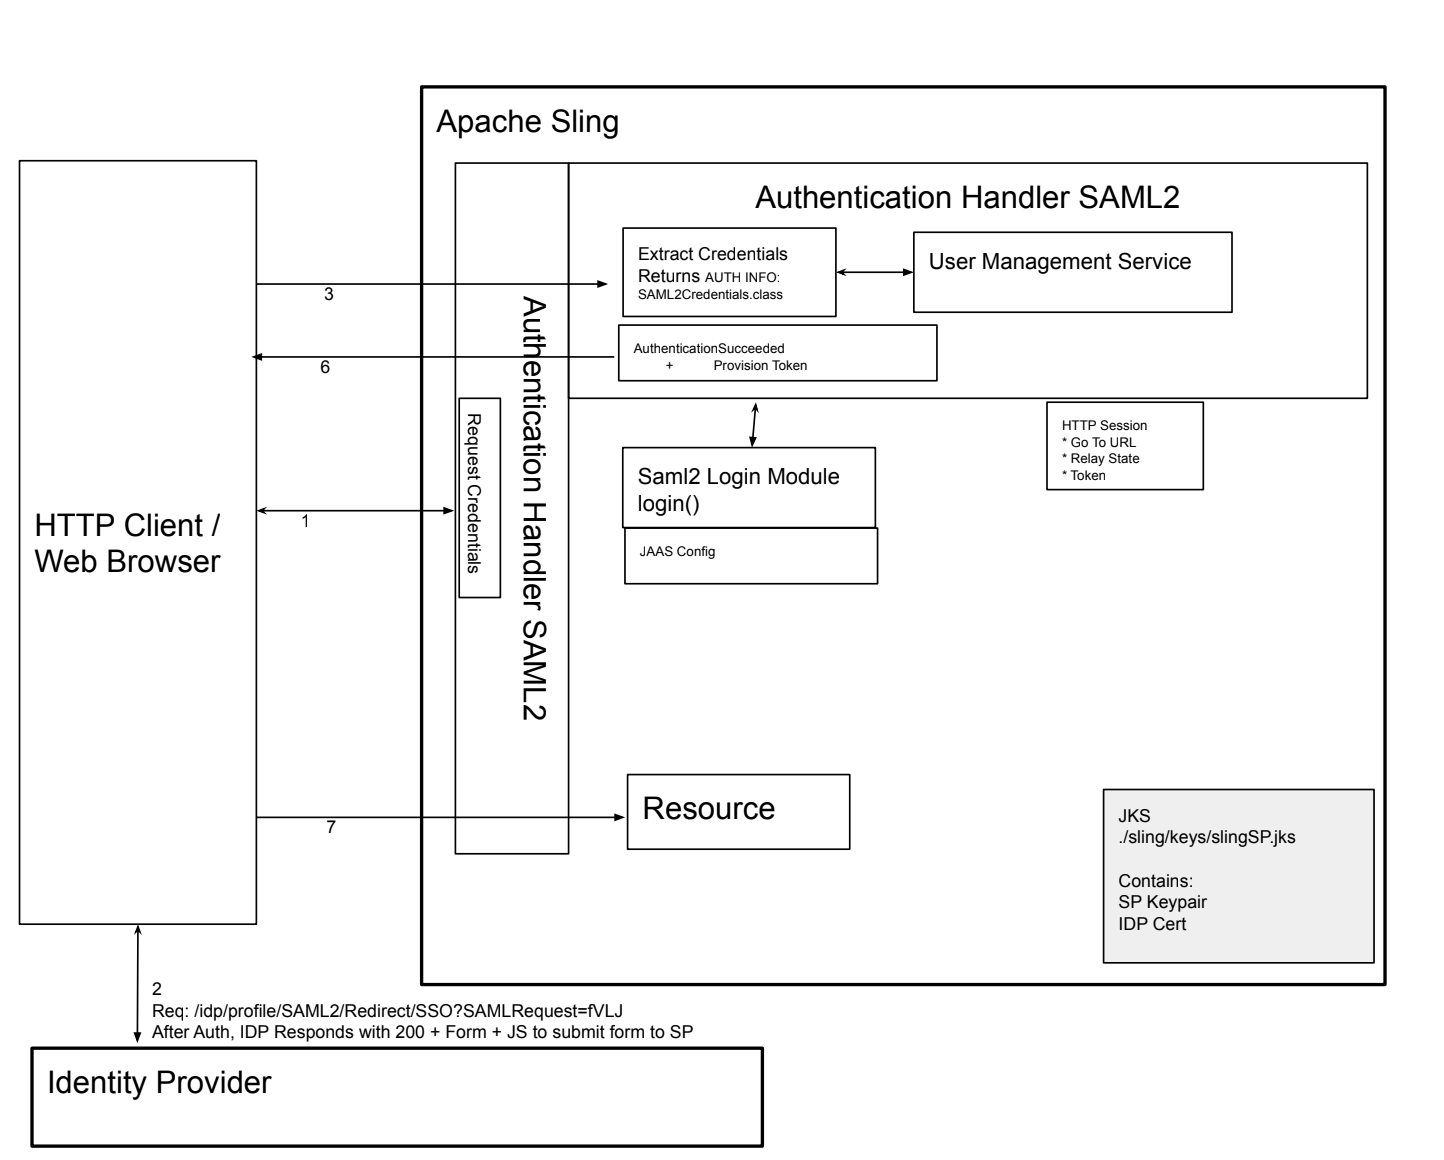 Apache Sling
Authentication Handler SAML2
Extract Credentials
Returns AUTH INFO:
SAML2Credentials.class
User Management Service
3
AuthenticationSucceeded
+ Provision Token
6
Authentication Handler SAML2
Request Credentials
HTTP Session
* Go To URL
* Relay State
* Token
Saml2 Login Module
login()
JAAS Config
1
HTTP Client /
Web Browser
Resource
7
JKS
./sling/keys/slingSP.jks
Contains:
SP Keypair
IDP Cert
2
Req: /idp/profile/SAML2/Redirect/SSO?SAMLRequest=fVLJ
After Auth, IDP Responds with 200 + Form + JS to submit form to SP
Identity Provider